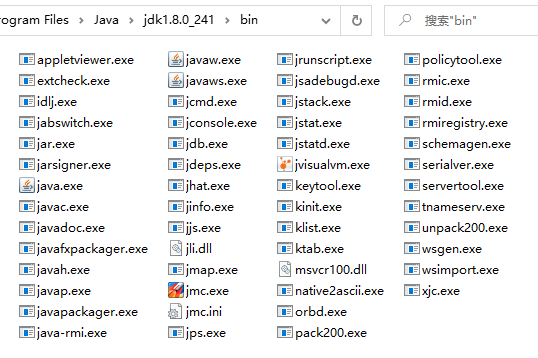 rogram Files > Java > jdk1.8.0_241 > bin
搜索"bin"
appletviewer.exe
extcheck.exe
idlj.exe
jabswitch.exe
jar.exe
jarsigner.exe
java.exe
javac.exe
javadoc.exe
javafxpackager.exe
javah.exe
javap.exe
javapackager.exe
java-rmi.exe
javaw.exe
javaws.exe
jcmd.exe
jconsole.exe
jdb.exe
jdeps.exe
jhat.exe
jinfo.exe
jjs.exe
jli.dll
jmap.exe
jmc.exe
jmc.ini
jps.exe
jrunscript.exe
jsadebugd.exe
jstack.exe
jstat.exe
jstatd.exe
jvisualvm.exe
keytool.exe
kinit.exe
klist.exe
ktab.exe
msvcr100.dll
native2ascii.exe
orbd.exe
pack200.exe
policytool.exe
rmic.exe
rmid.exe
rmiregistry.exe
schemagen.exe
serialver.exe
servertool.exe
tnameserv.exe
unpack200.exe
wsgen.exe
wsimport.exe
xjc.exe